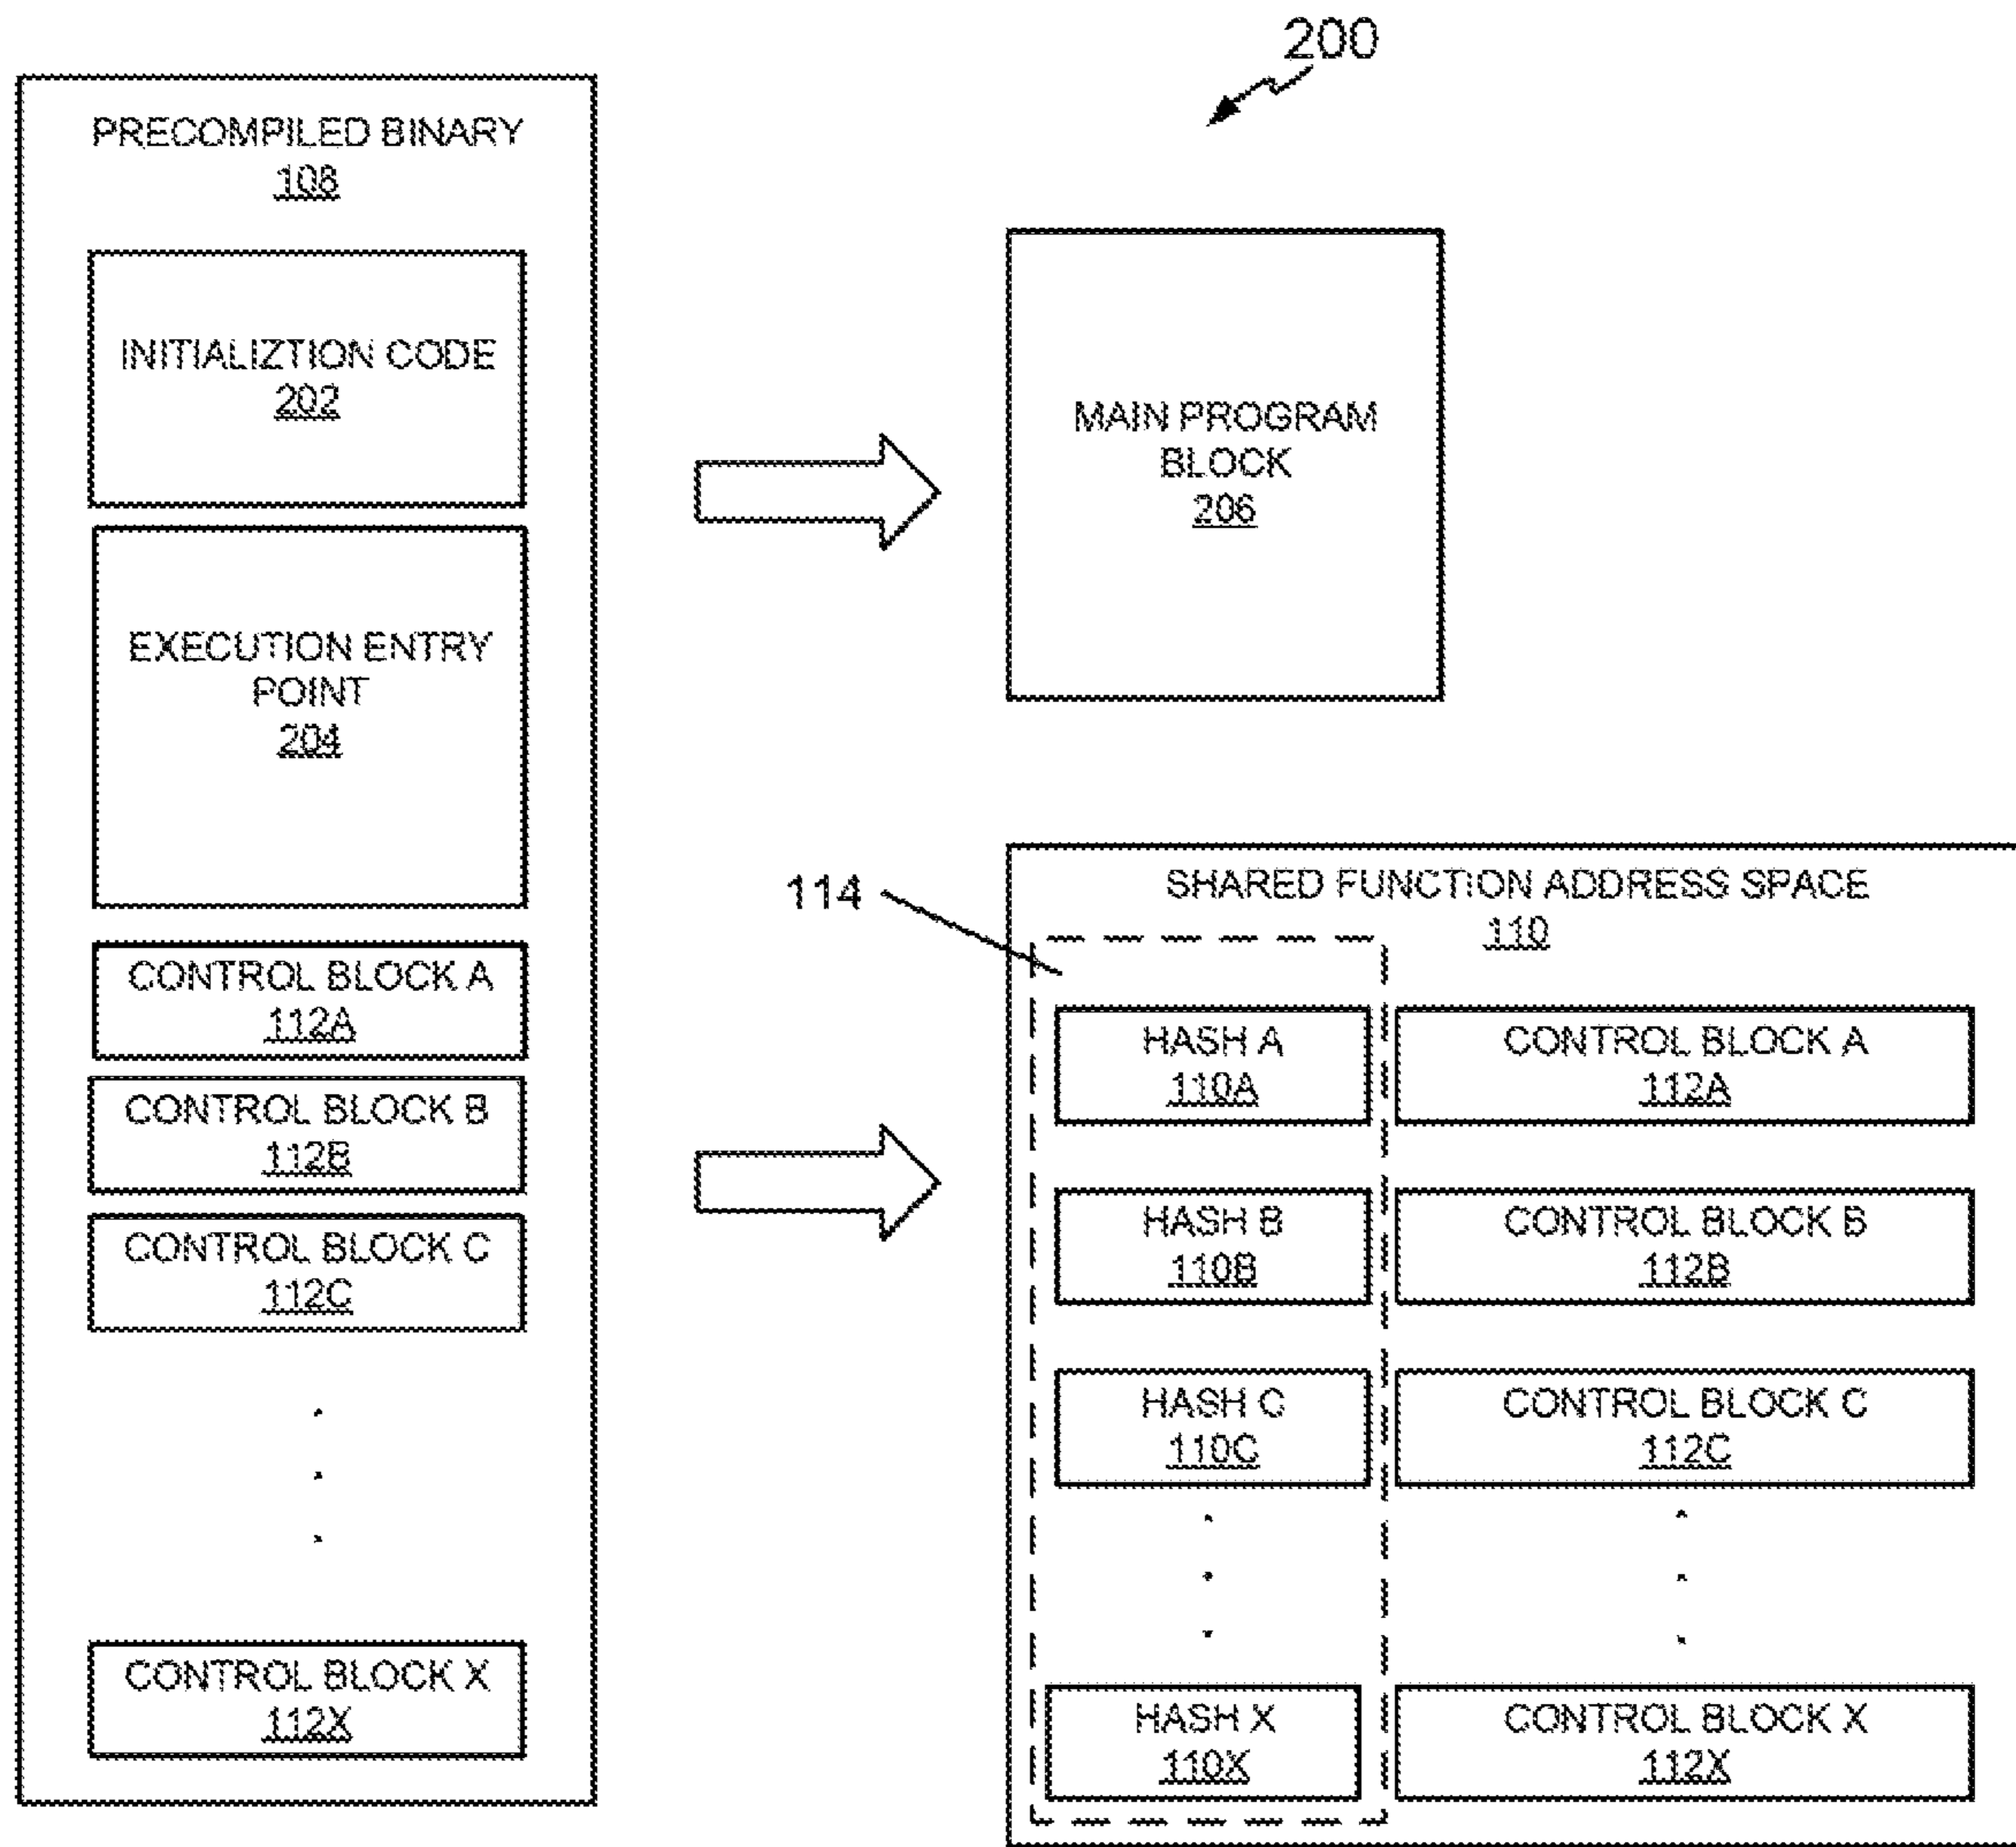 200
PRECOMPILED BINARY
108
INITIALIZTION CODE
202
EXECUTION ENTRY
POINT
204
CONTROL BLOCK A
112A
CONTROL BLOCK B
112B
CONTROL BLOCK C
112C
CONTROL BLOCK X
112X
MAIN PROGRAM
BLOCK
206
114
SHARED FUNCTION ADDRESS SPACE
110
HASH A
110A
CONTROL BLOCK A
112A
HASH B
110B
CONTROL BLOCK B
112B
HASH C
110C
CONTROL BLOCK C
112C
HASH X
110X
CONTROL BLOCK X
112X